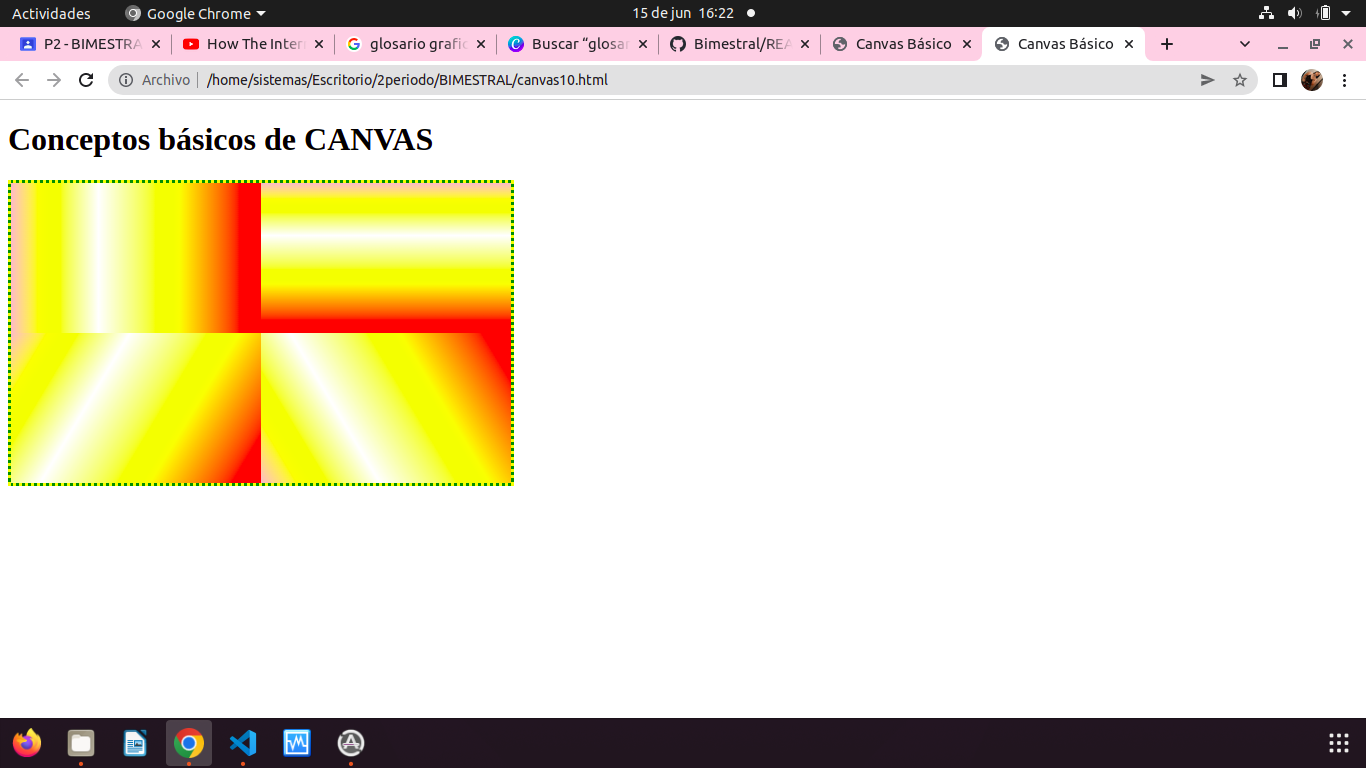 Actividades Google Chrome 15 de jun 16:22
P2 - BIMESTRA How The Inter glosario grafic Buscar “glosar Bimestral/REA Canvas Básico Canvas Básico
Archivo /home/sistemas/Escritorio/2periodo/BIMESTRAL/canvas10.html
Conceptos básicos de CANVAS